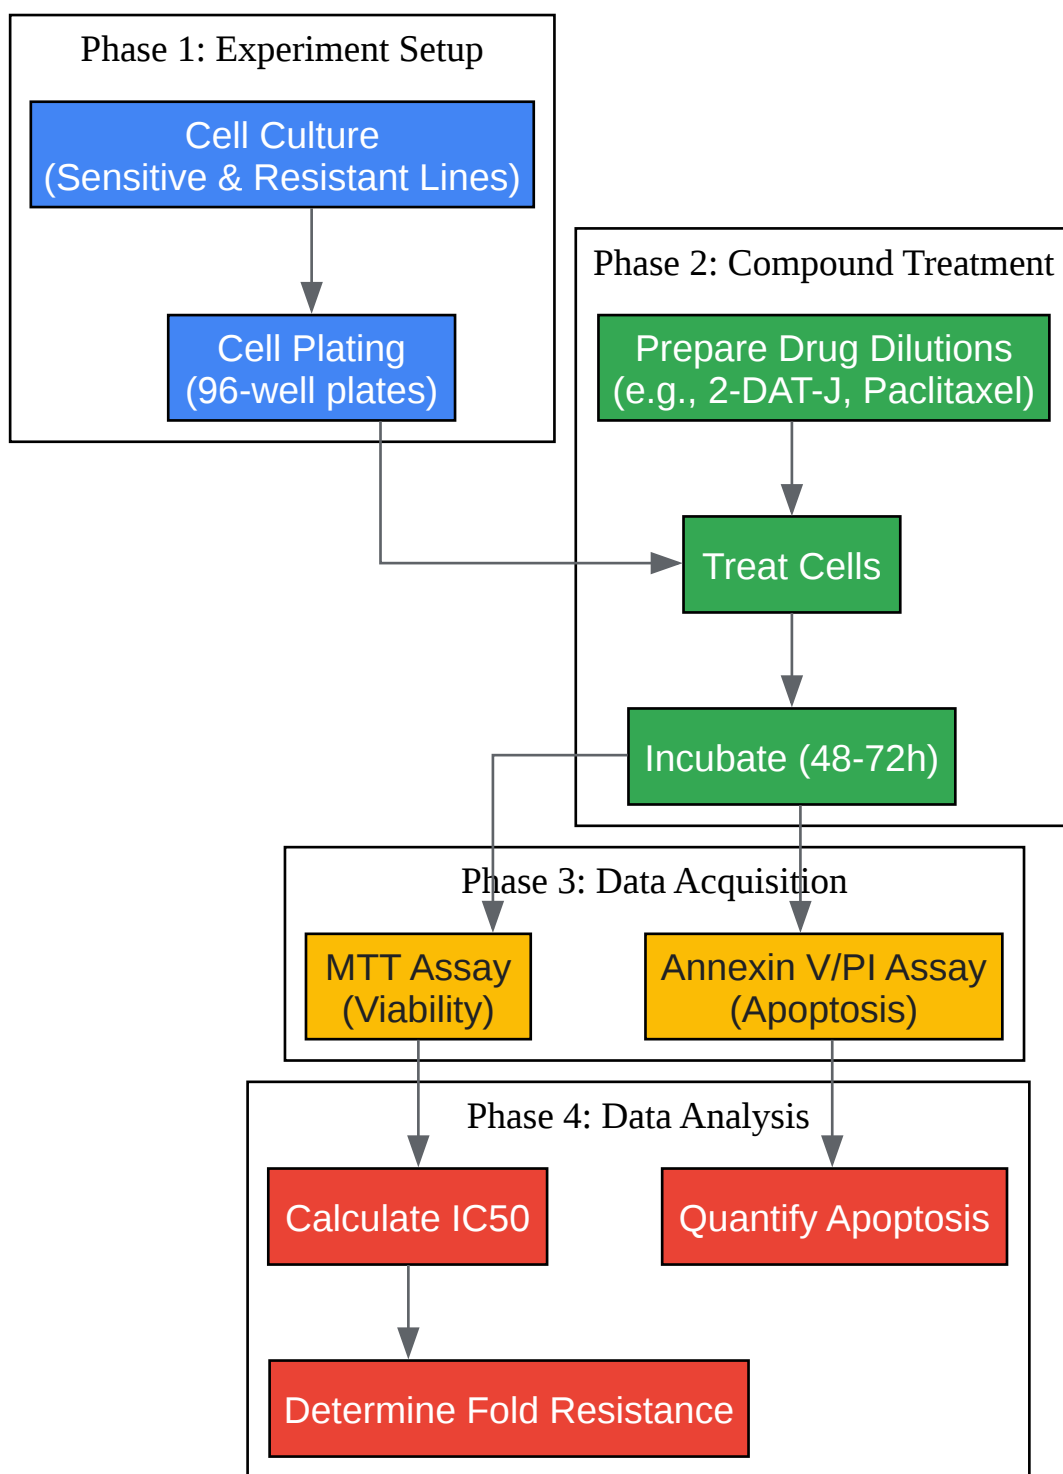 Phase 1: Experiment Setup
Cell Culture
(Sensitive & Resistant Lines)
Cell Plating
(96-well plates)
Phase 2: Compound Treatment
Prepare Drug Dilutions
(e.g., 2-DAT-J, Paclitaxel)
Treat Cells
Incubate (48-72h)
Phase 3: Data Acquisition
MTT Assay
(Viability)
Annexin V/PI Assay
(Apoptosis)
Phase 4: Data Analysis
Calculate IC50
Quantify Apoptosis
Determine Fold Resistance